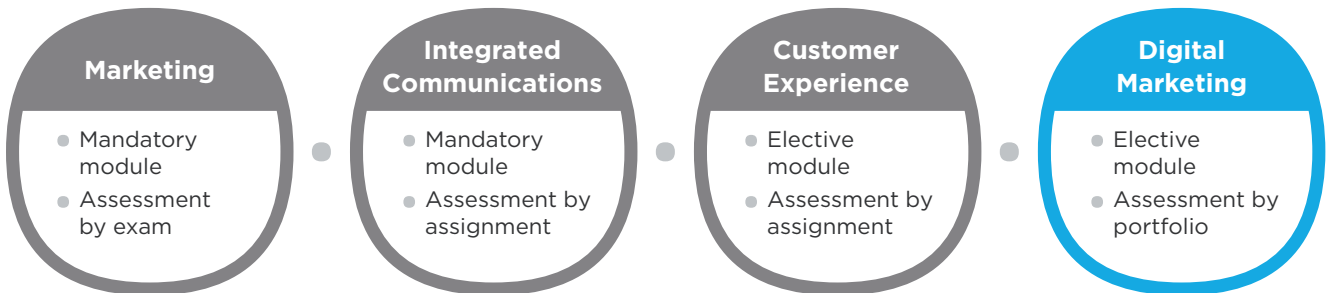 Marketing
Mandatory
module
Assessment
by exam
Integrated
Communications
Mandatory
module
Assessment by
assignment
Customer
Experience
Elective
module
Assessment by
assignment
Digital
Marketing
Elective
module
Assessment by
portfolio